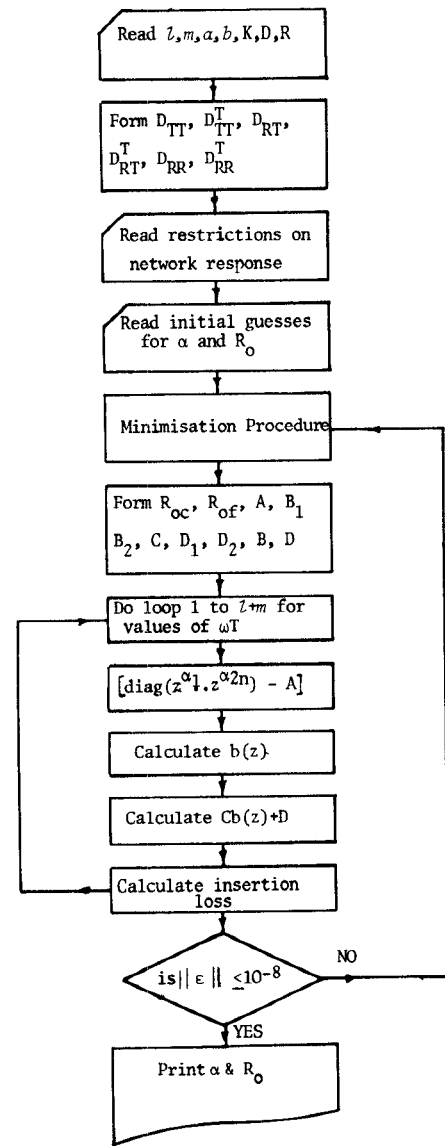 Read l,m,a,b,K,D,R
Form D_TT, D_TT^T, D_RT,
D_RT^T, D_RR, D_RR^T
Read restrictions on
network response
Read initial guesses
for α and R_o
Minimisation Procedure
Form R_oc, R_of, A, B_1
B_2, C, D_1, D_2, B, D
Do loop 1 to l+m for
values of ωT
[diag(z^α1.z^α2n) - A]
Calculate b(z)
Calculate Cb(z)+D
Calculate insertion
loss
is|| ε || ≤10^-8
NO
YES
Print α & R_o